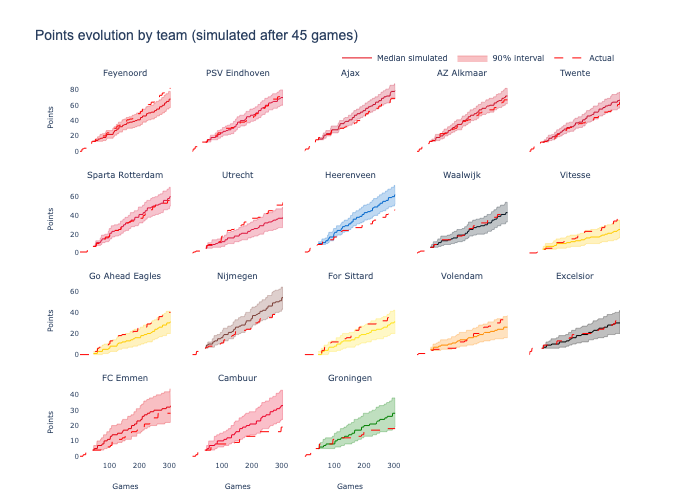 Points evolution by team (simulated after 45 games)
Median simulated 90% interval Actual
Feyenoord PSV Eindhoven Ajax AZ Alkmaar Twente
Points
80
60
40
20
0
Sparta Rotterdam Utrecht Heerenveen Waalwijk Vitesse
Points
60
40
20
0
Go Ahead Eagles Nijmegen For Sittard Volendam Excelsior
Points
60
40
20
0
FC Emmen Cambuur Groningen
Points
40
30
20
10
0
100 200 300 100 200 300 100 200 300
Games Games Games